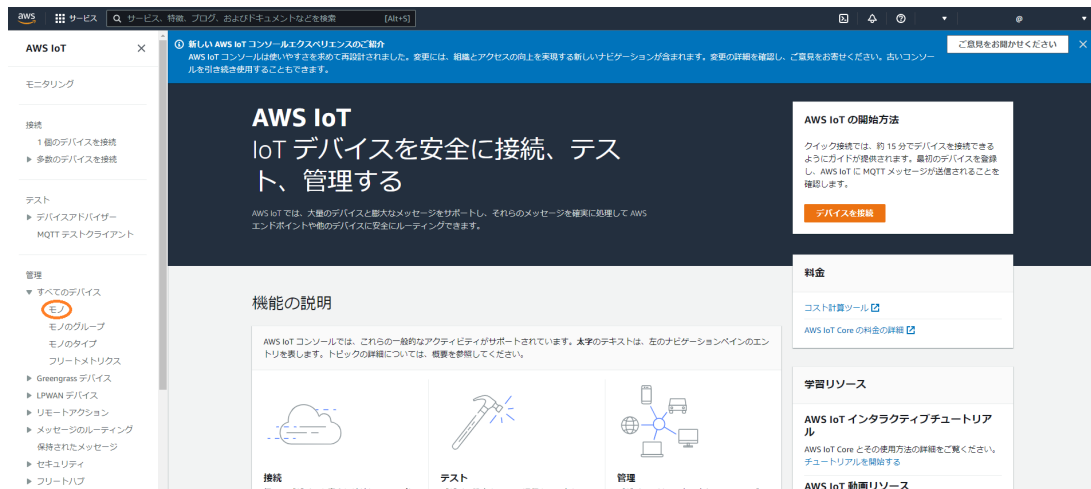 aws サービス サービス、特徴、ブログ、およびドキュメントなどを検索 [Alt+S] @
AWS IoT
モニタリング
接続
1 個のデバイスを接続
多数のデバイスを接続
テスト
デバイスアドバイザー
MQTT テストクライアント
管理
すべてのデバイス
モノ
モノのグループ
モノのタイプ
フリートメトリクス
Greengrass デバイス
LPWAN デバイス
リモートアクション
メッセージのルーティング
保持されたメッセージ
セキュリティ
フリートハブ
新しい AWS IoT コンソールエクスペリエンスのご紹介
AWS IoT コンソールは使いやすさを求めて再設計されました。変更には、組織とアクセスの向上を実現する新しいナビゲーションが含まれます。変更の詳細を確認し、ご意見をお寄せください。古いコンソー
ルを引き続き使用することもできます。
ご意見をお聞かせください
AWS IoT
IoT デバイスを安全に接続、テス
ト、管理する
AWS IoT では、大量のデバイスと膨大なメッセージをサポートし、それらのメッセージを確実に処理して AWS
エンドポイントや他のデバイスに安全にルーティングできます。
AWS IoT の開始方法
クイック接続では、約 15 分でデバイスを接続できる
ようにガイドが提供されます。最初のデバイスを登録
し、AWS IoT に MQTT メッセージが送信されることを
確認します。
デバイスを接続
料金
コスト計算ツール
AWS IoT Core の料金の詳細
機能の説明
AWS IoT コンソールでは、これらの一般的なアクティビティがサポートされています。太字のテキストは、左のナビゲーションペインのエン
トリを表します。トピックの詳細については、概要を参照してください。
接続
テスト
管理
学習リソース
AWS IoT インタラクティブチュートリア
ル
AWS IoT Core とその使用方法の詳細をご覧ください。
チュートリアルを開始する
AWS IoT 動画リソース